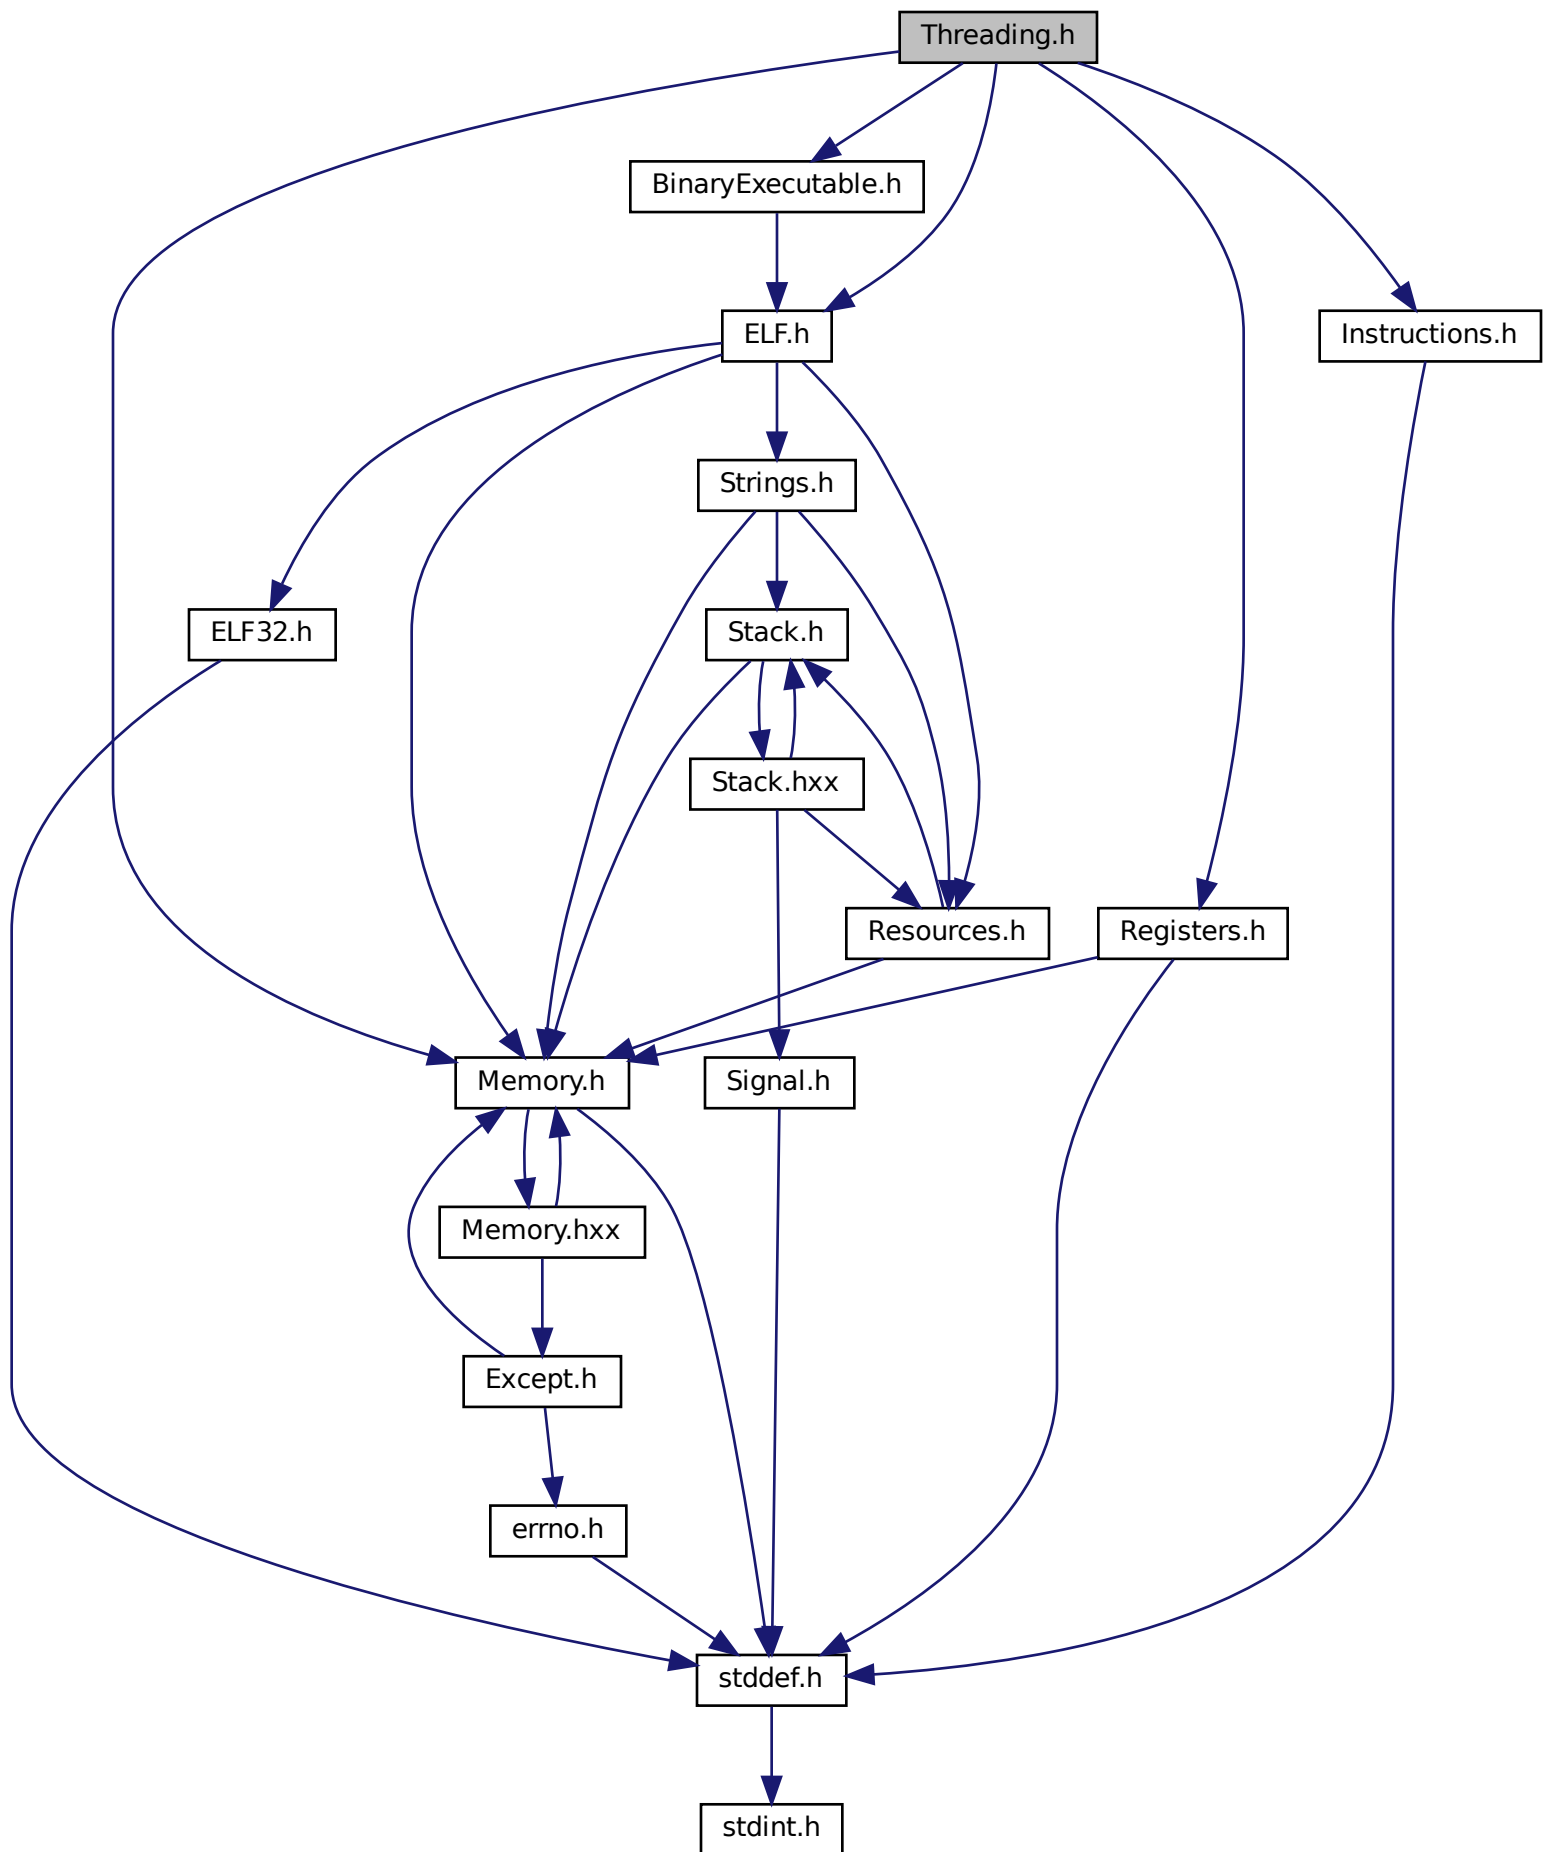 Threading.h
BinaryExecutable.h
ELF.h
Instructions.h
Strings.h
ELF32.h
Stack.h
Stack.hxx
Resources.h
Registers.h
Memory.h
Signal.h
Memory.hxx
Except.h
errno.h
stddef.h
stdint.h